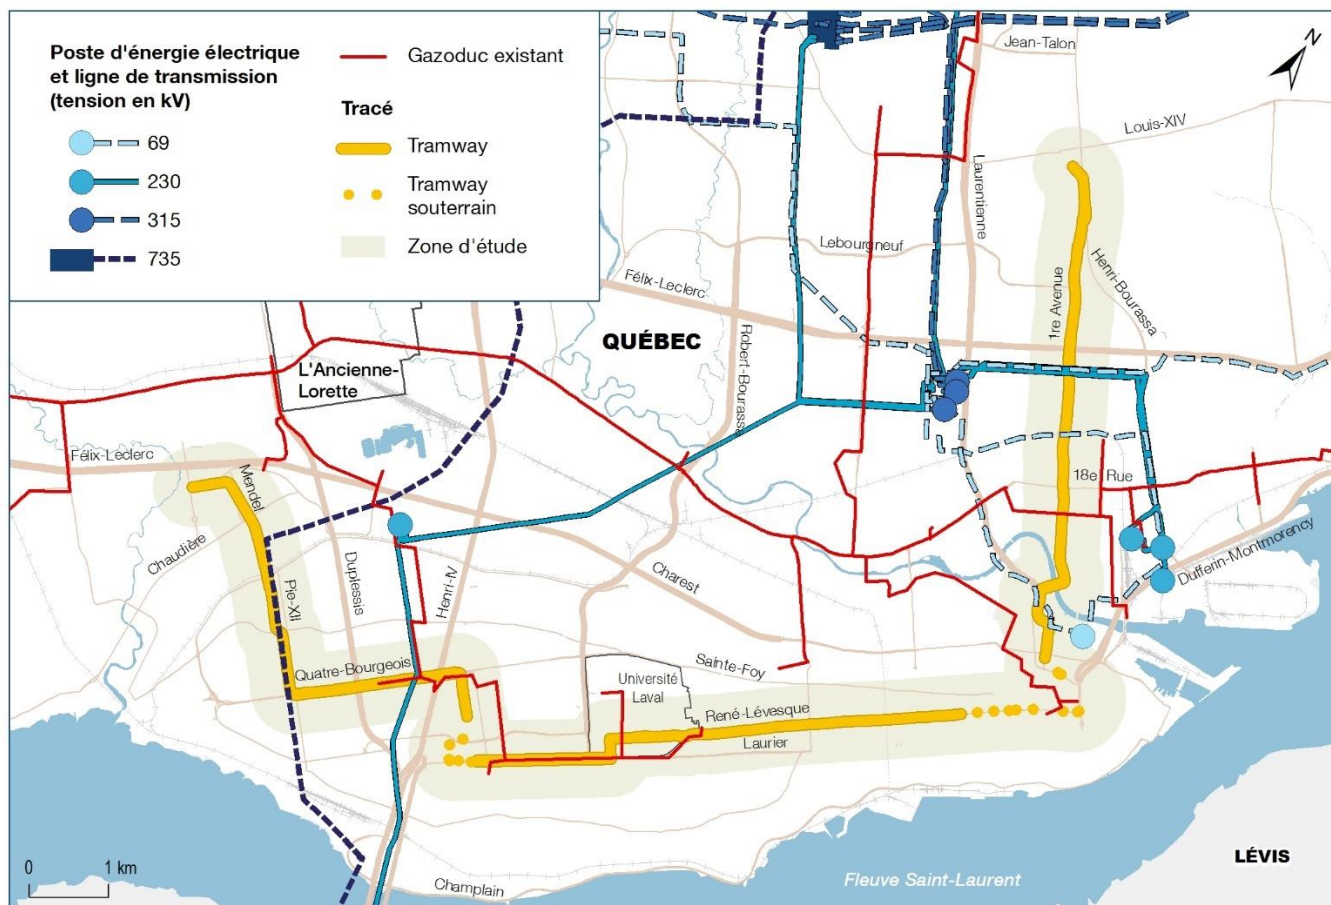 Poste d'énergie électrique
et ligne de transmission
(tension en kV)
69
230
315
735
Gazoduc existant
Tracé
Tramway
Tramway
souterrain
Zone d'étude
N
Jean-Talon
Louis-XIV
Laurentienne
Lebourgneuf
Henri-Bourassa
1re Avenue
Félix-Leclerc
QUÉBEC
Robert-Bourassa
L'Ancienne-
Lorette
Félix-Leclerc
Mendel
18e Rue
Chaudière
Duplessis
Henri-IV
Charest
Dufferin-Montmorency
Pie-XII
Quatre-Bourgeois
Sainte-Foy
Université
Laval
René-Lévesque
Laurier
0
1 km
Champlain
Fleuve Saint-Laurent
LÉVIS